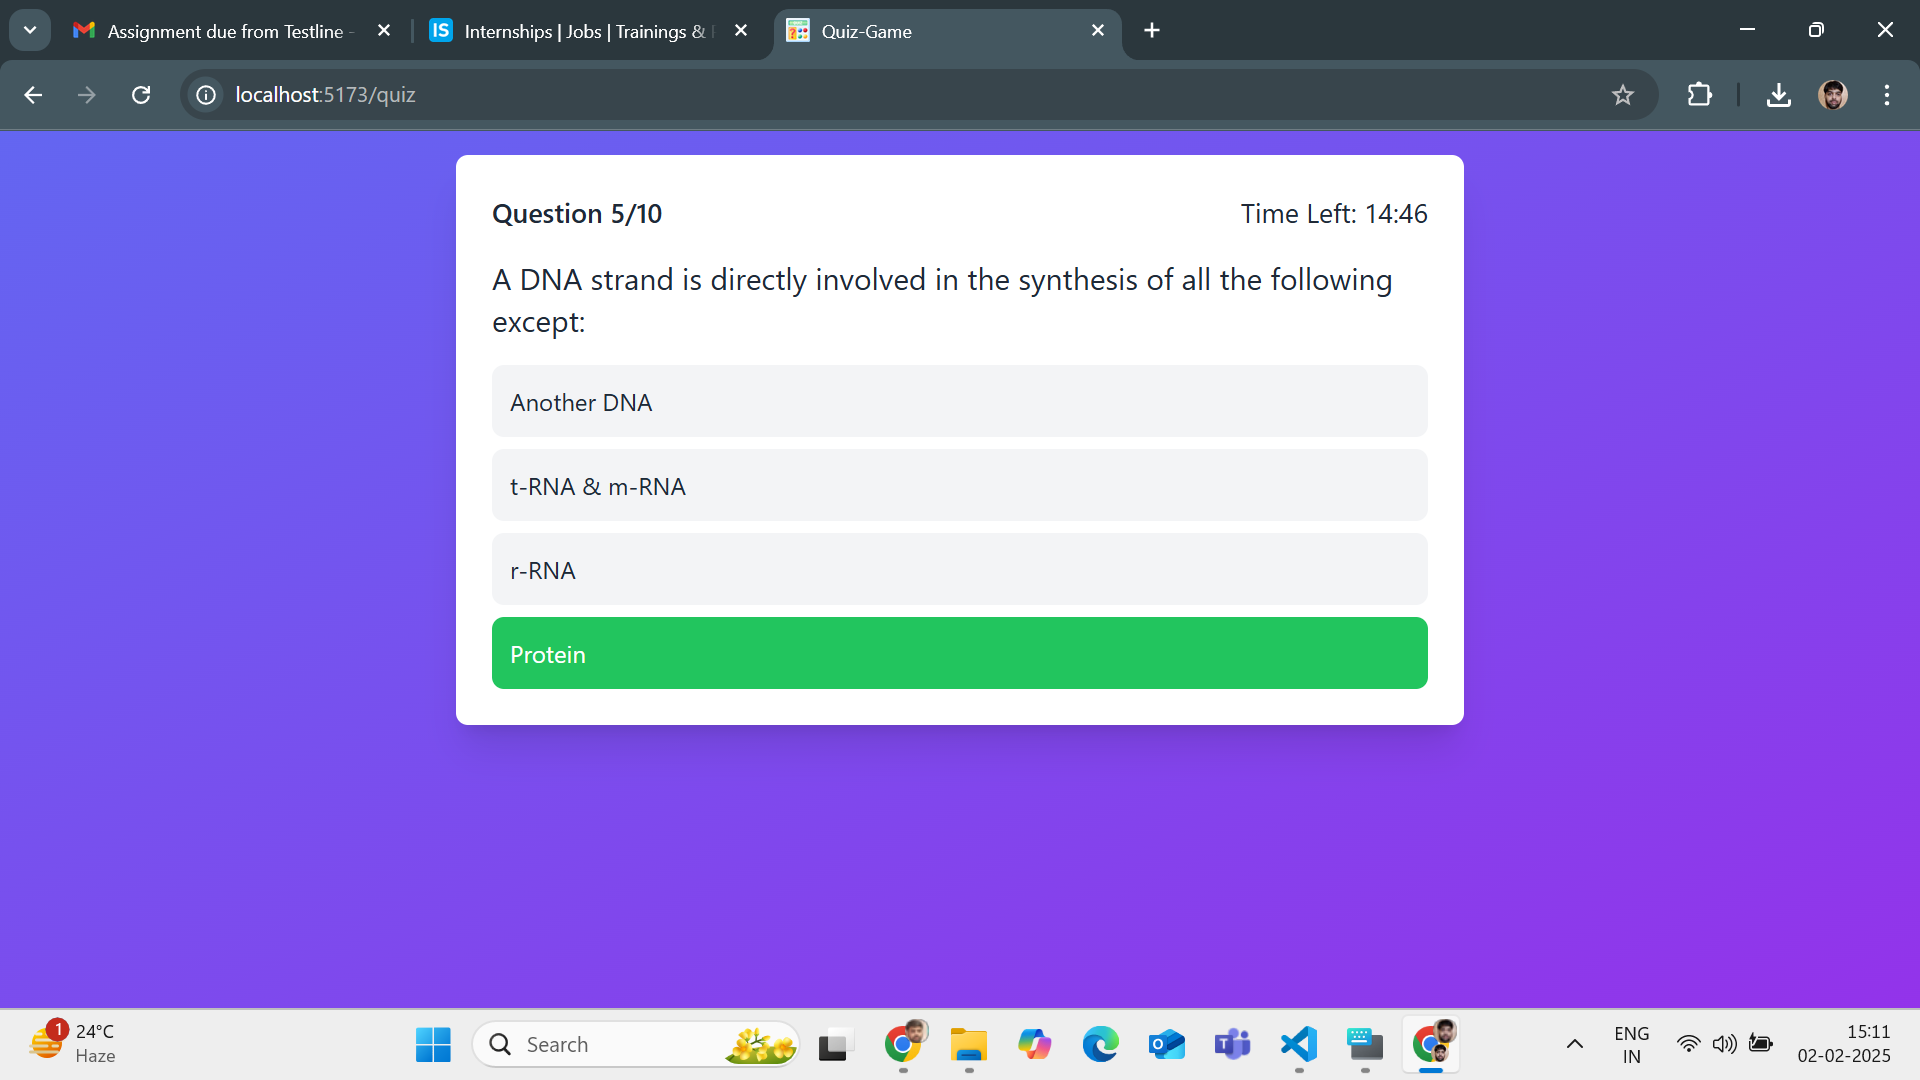 Assignment due from Testline -
IS Internships | Jobs | Trainings &
Quiz-Game
localhost:5173/quiz
Question 5/10
Time Left: 14:46
A DNA strand is directly involved in the synthesis of all the following
except:
Another DNA
t-RNA & m-RNA
r-RNA
Protein
1
24°C
Haze
Search
ENG
IN
15:11
02-02-2025